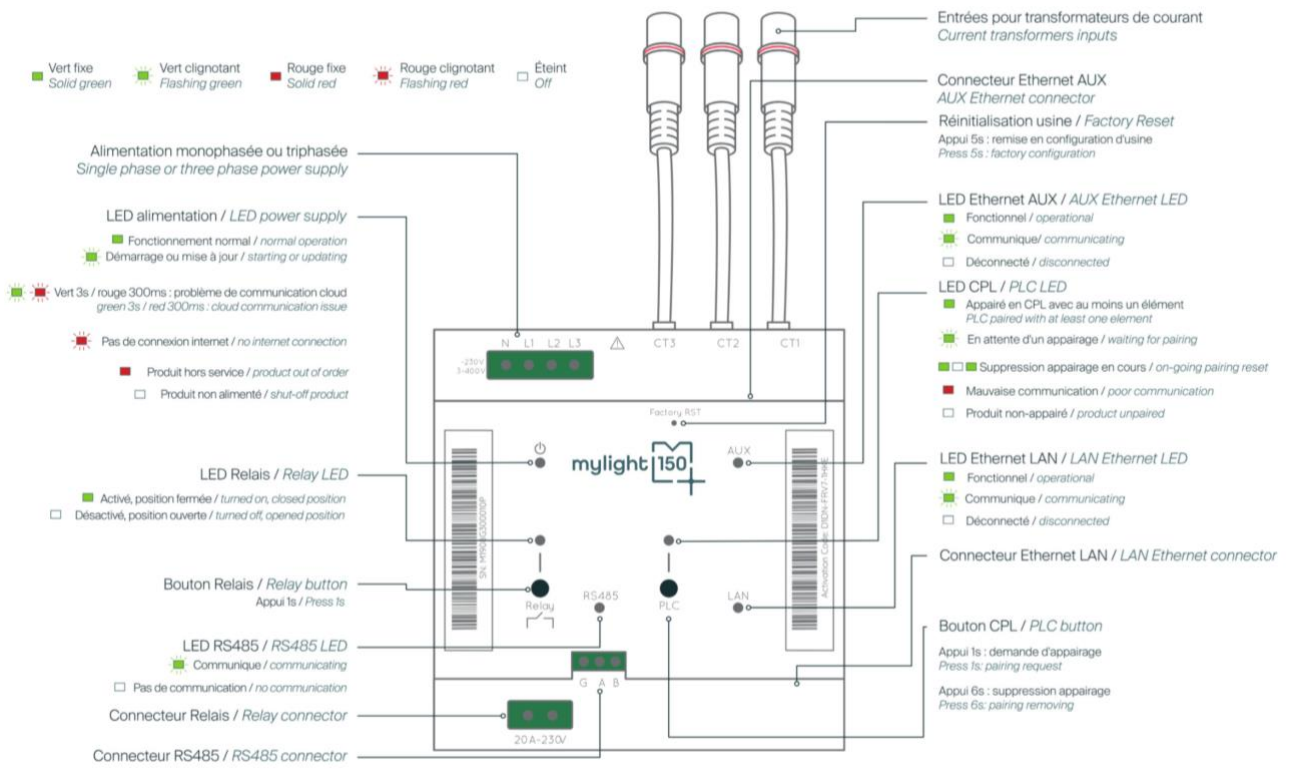 Vert fixe
Solid green
Vert clignotant
Flashing green
Rouge fixe
Solid red
Rouge clignotant
Flashing red
Éteint
Off
Alimentation monophasée ou triphasée
Single phase or three phase power supply
LED alimentation / LED power supply
Fonctionnement normal / normal operation
Démarrage ou mise à jour / starting or updating
Vert 3s / rouge 300ms : problème de communication cloud
green 3s / red 300ms : cloud communication issue
Pas de connexion internet / no internet connection
Produit hors service / product out of order
Produit non alimenté / shut-off product
LED Relais / Relay LED
Activé, position fermée / turned on, closed position
Désactivé, position ouverte / turned off, opened position
Bouton Relais / Relay button
Appui 1s / Press 1s
LED RS485 / RS485 LED
Communique / communicating
Pas de communication / no communication
Connecteur Relais / Relay connector
Connecteur RS485 / RS485 connector
N L1 L2 L3
~230V
3~400V
CT3 CT2 CT1
Factory RST
mylight 150
AUX
Relay
RS485
PLC
LAN
G A B
20A-230V
Entrées pour transformateurs de courant
Current transformers inputs
Connecteur Ethernet AUX
AUX Ethernet connector
Réinitialisation usine / Factory Reset
Appui 5s : remise en configuration d'usine
Press 5s : factory configuration
LED Ethernet AUX / AUX Ethernet LED
Fonctionnel / operational
Communique/ communicating
Déconnecté / disconnected
LED CPL / PLC LED
Appairé en CPL avec au moins un élément
PLC paired with at least one element
En attente d'un appairage / waiting for pairing
Suppression appairage en cours / on-going pairing reset
Mauvaise communication / poor communication
Produit non-appairé / product unpaired
LED Ethernet LAN / LAN Ethernet LED
Fonctionnel / operational
Communique / communicating
Déconnecté / disconnected
Connecteur Ethernet LAN / LAN Ethernet connector
Bouton CPL / PLC button
Appui 1s : demande d'appairage
Press 1s: pairing request
Appui 6s : suppression appairage
Press 6s: pairing removing